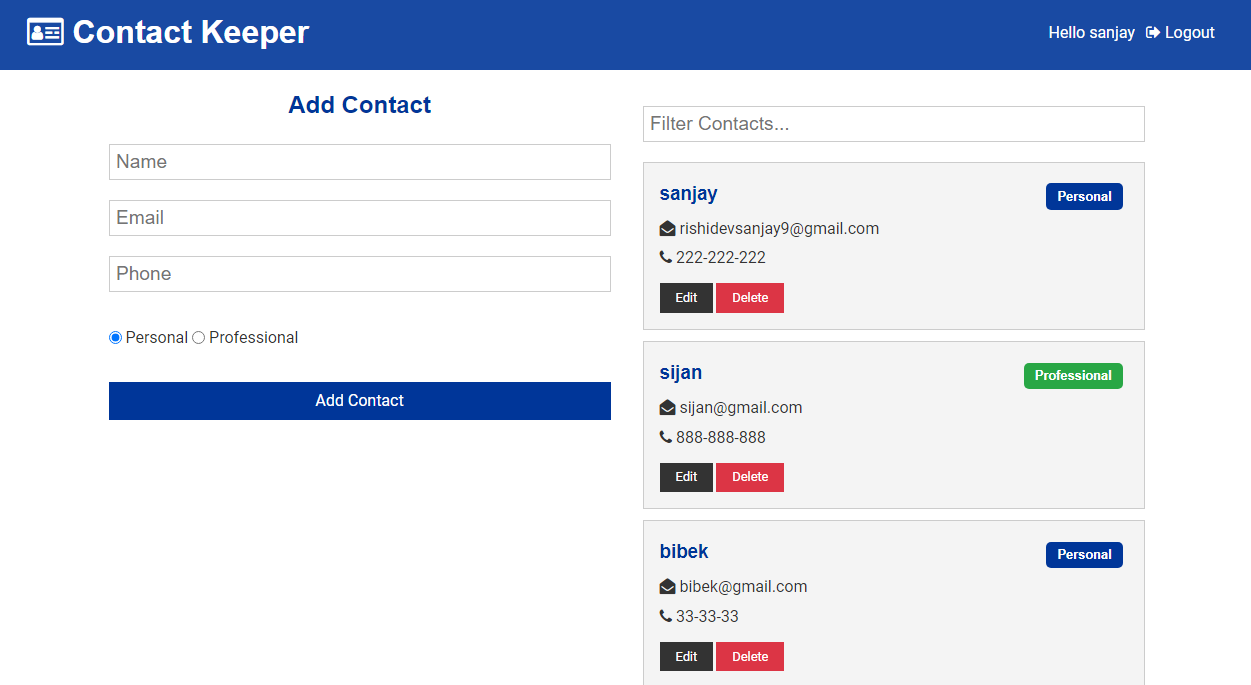 Contact Keeper
Hello sanjay Logout
Add Contact
Name
Email
Phone
Personal Professional
Add Contact
Filter Contacts...
sanjay
Personal
rishidevsanjay9@gmail.com
222-222-222
Edit Delete
sijan
Professional
sijan@gmail.com
888-888-888
Edit Delete
bibek
Personal
bibek@gmail.com
33-33-33
Edit Delete